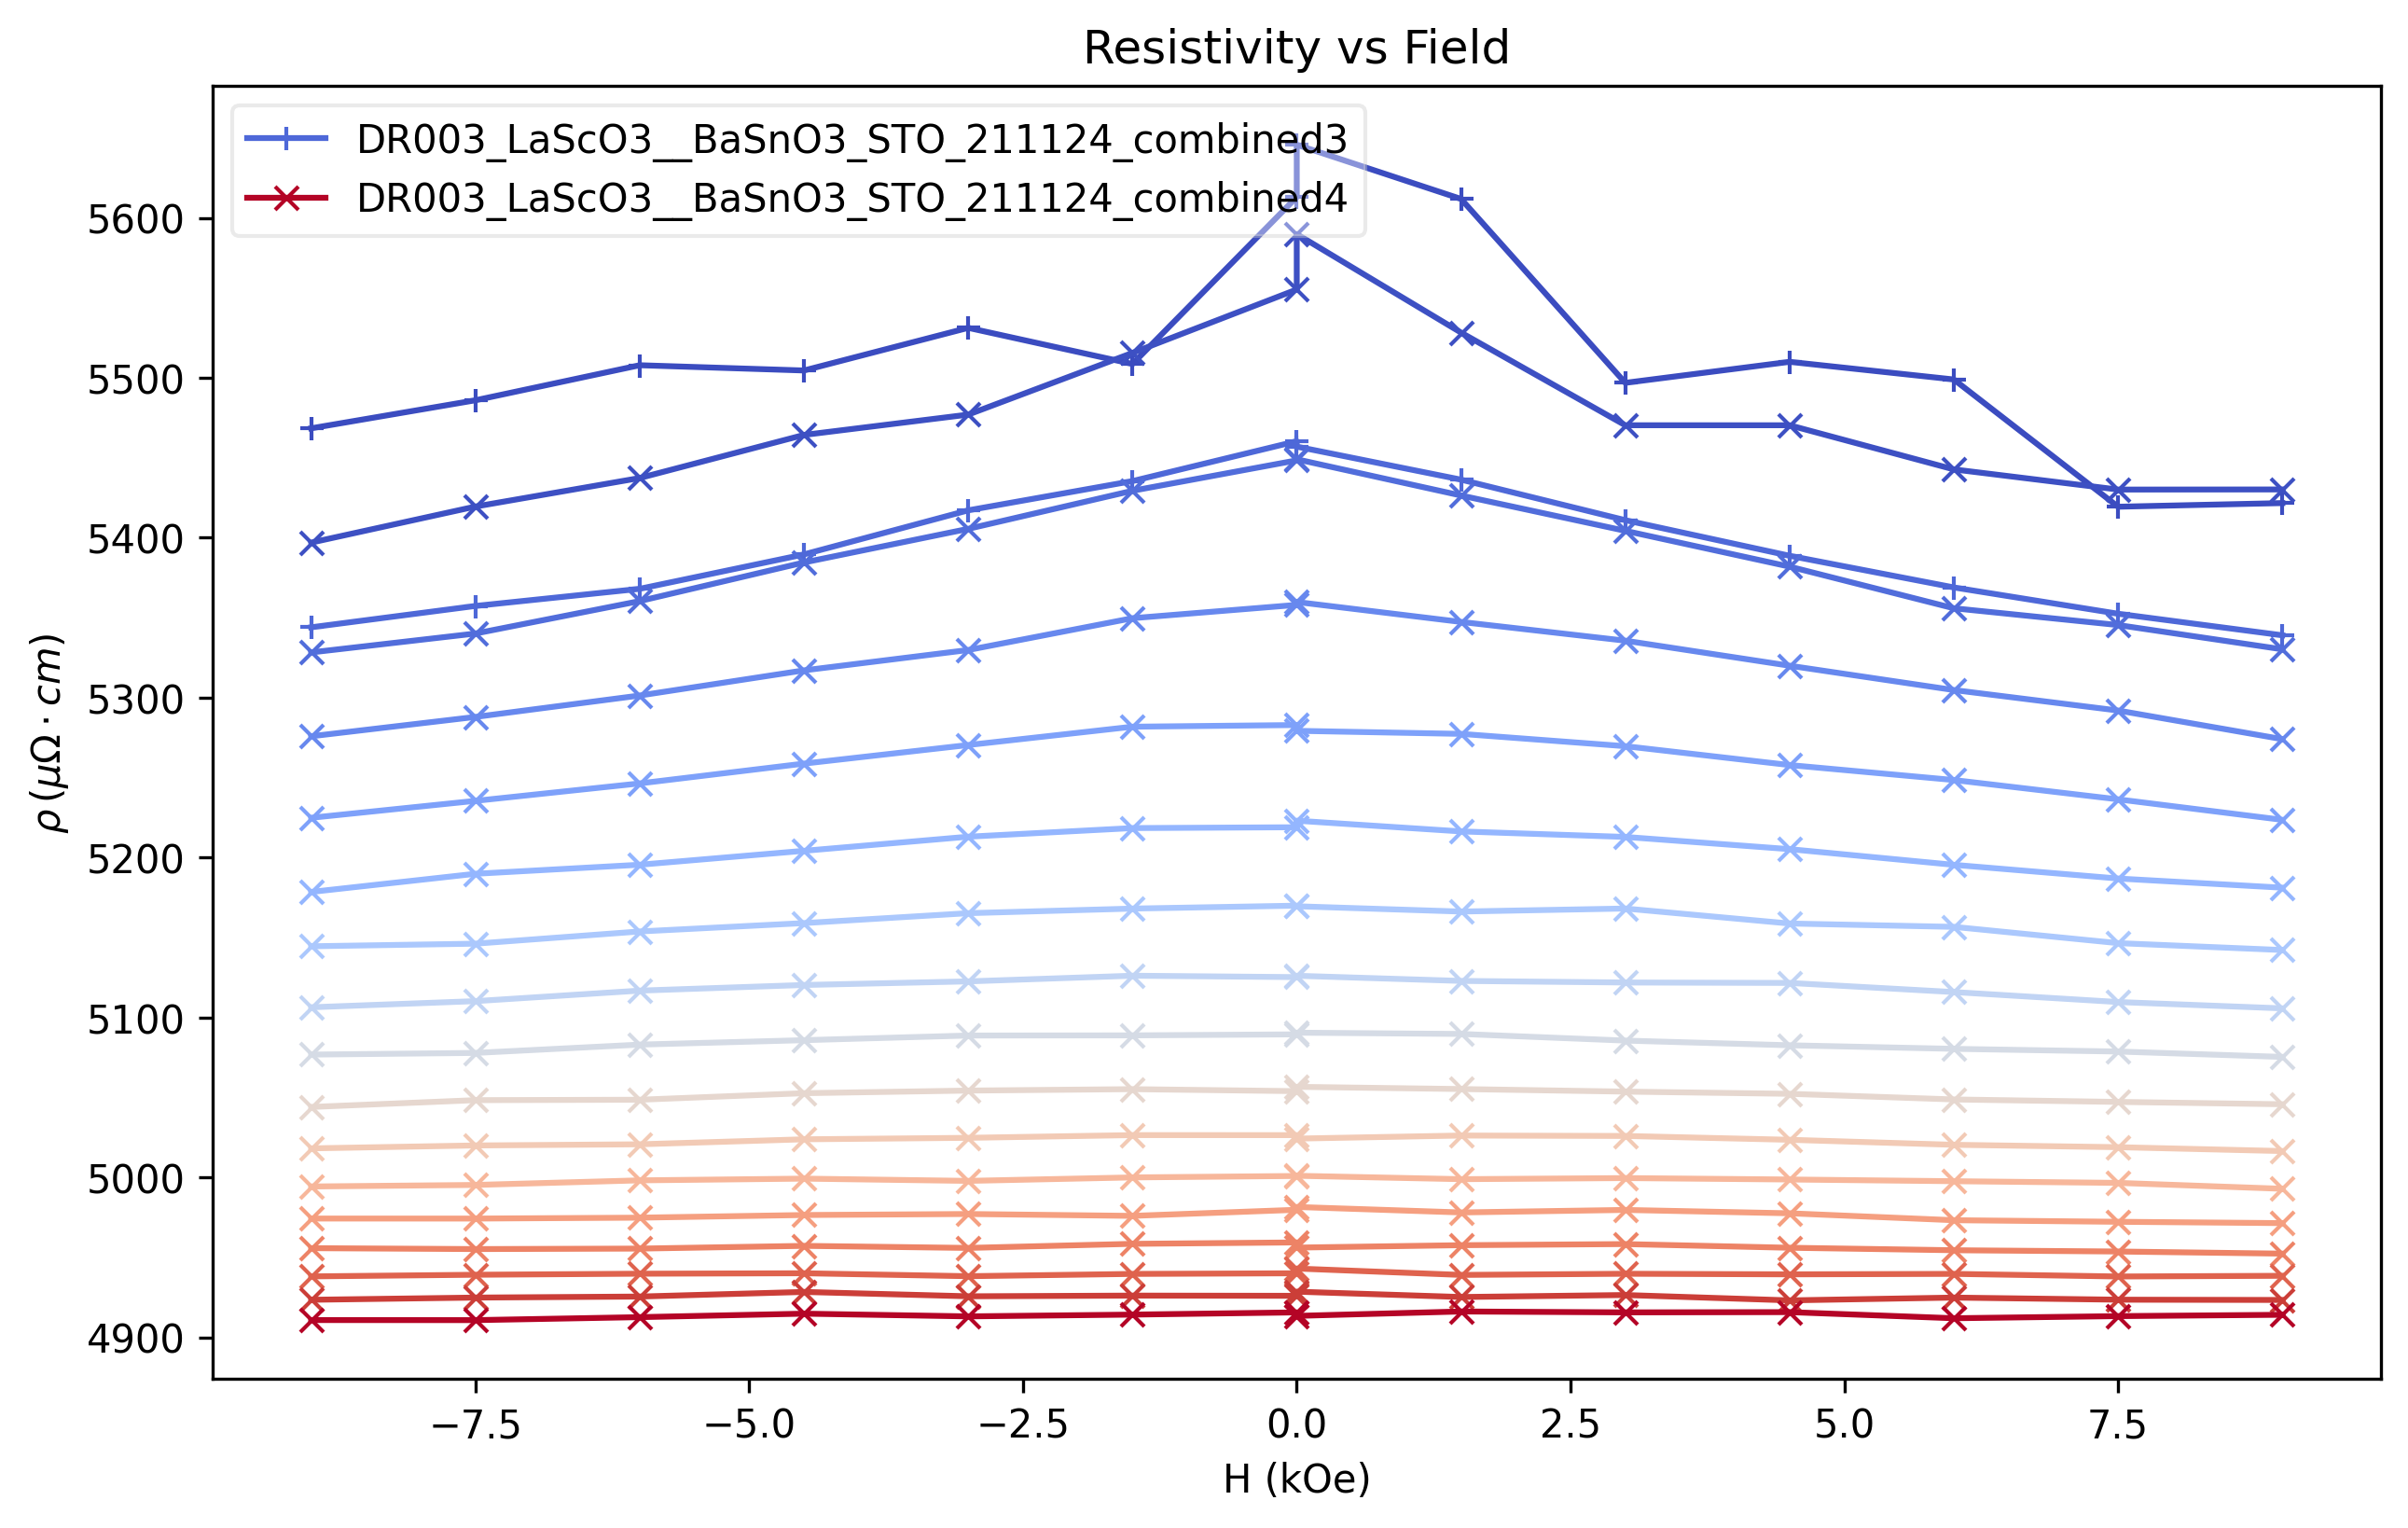 Resistivity vs Field
DR003_LaScO3__BaSnO3_STO_211124_combined3
DR003_LaScO3__BaSnO3_STO_211124_combined4
5600
5500
5400
5300
5200
5100
5000
4900
ρ (μΩ · cm)
−7.5 −5.0 −2.5 0.0 2.5 5.0 7.5
H (kOe)